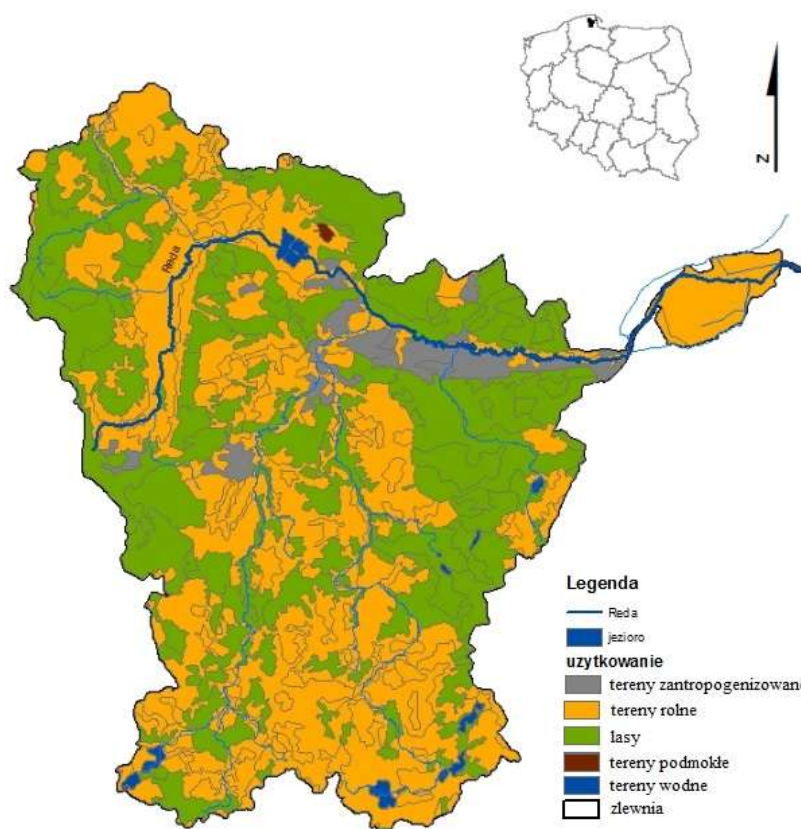 N
Reda
Legenda
Reda
jezioro
uzytkowanie
tereny zantropogenizowane
tereny rolne
lasy
tereny podmokłe
tereny wodne
zlewnia